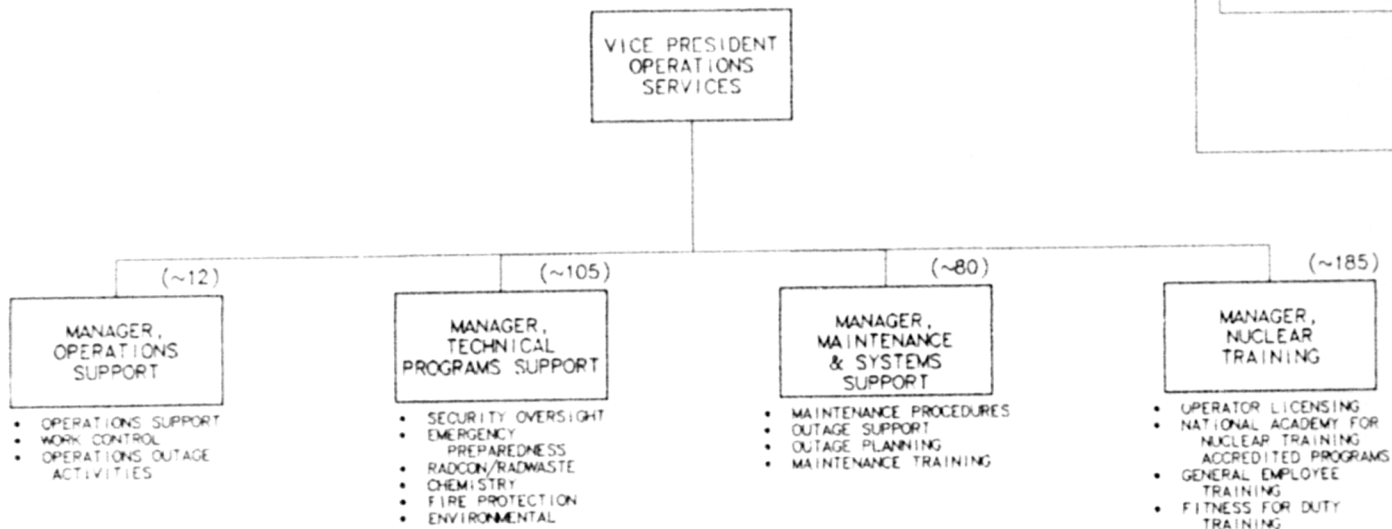 VICE PRESIDENT
OPERATIONS
SERVICES
(~12)
MANAGER,
OPERATIONS
SUPPORT
• OPERATIONS SUPPORT
• WORK CONTROL
• OPERATIONS OUTAGE
ACTIVITIES
(~105)
MANAGER,
TECHNICAL
PROGRAMS SUPPORT
• SECURITY OVERSIGHT
• EMERGENCY
PREPAREDNESS
• RADCON/RADWASTE
• CHEMISTRY
• FIRE PROTECTION
• ENVIRONMENTAL
(~80)
MANAGER,
MAINTENANCE
& SYSTEMS
SUPPORT
• MAINTENANCE PROCEDURES
• OUTAGE SUPPORT
• OUTAGE PLANNING
• MAINTENANCE TRAINING
(~185)
MANAGER,
NUCLEAR
TRAINING
• OPERATOR LICENSING
• NATIONAL ACADEMY FOR
NUCLEAR TRAINING
ACCREDITED PROGRAMS
• GENERAL EMPLOYEE
TRAINING
• FITNESS FOR DUTY
TRAINING